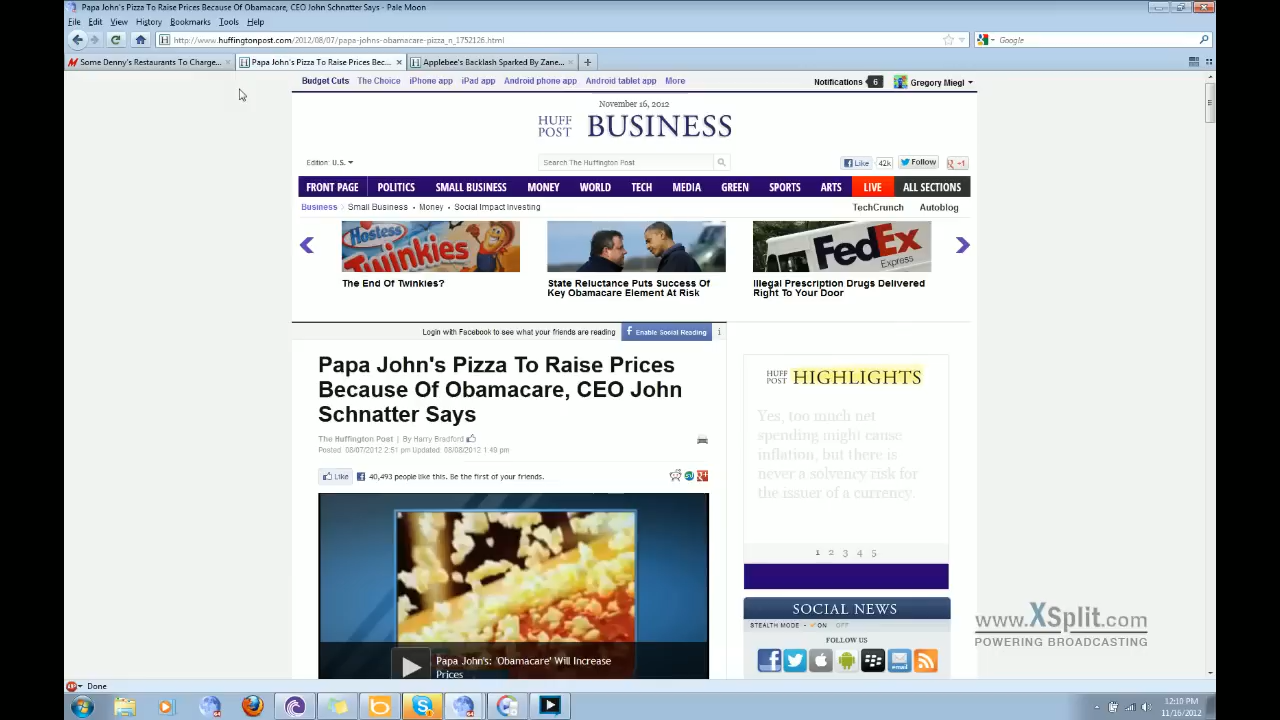 Papa John's Pizza To Raise Prices Because Of Obamacare, CEO John Schnatter Says - Pale Moon
File Edit View History Bookmarks Tools Help
http://www.huffingtonpost.com/2012/08/07/papa-johns-obamacare-pizza_n_1752126.html
Google
Some Denny's Restaurants To Charge...
Papa John's Pizza To Raise Prices Bec...
Applebee's Backlash Sparked By Zane...
Budget Cuts The Choice iPhone app iPad app Android phone app Android tablet app More
Notifications 6 Gregory Miegl
November 16, 2012
HUFF POST BUSINESS
Edition: U.S.
Search The Huffington Post
Like 42k Follow +1
FRONT PAGE POLITICS SMALL BUSINESS MONEY WORLD TECH MEDIA GREEN SPORTS ARTS LIVE ALL SECTIONS
Business Small Business • Money • Social Impact Investing
TechCrunch Autoblog
Hostess Twinkies
FedEx Express
The End Of Twinkies?
State Reluctance Puts Success Of
Key Obamacare Element At Risk
Illegal Prescription Drugs Delivered
Right To Your Door
Login with Facebook to see what your friends are reading
Enable Social Reading
Papa John's Pizza To Raise Prices
Because Of Obamacare, CEO John
Schnatter Says
The Huffington Post | By Harry Bradford
Posted 08/07/2012 2:51 pm Updated 08/08/2012 1:49 pm
Like 40,493 people like this. Be the first of your friends.
Papa John's: 'Obamacare' Will Increase
Prices
HUFF POST HIGHLIGHTS
Yes, too much net
spending might cause
inflation, but there is
never a solvency risk for
the issuer of a currency.
1 2 3 4 5
SOCIAL NEWS
STEALTH MODE - ON OFF
FOLLOW US
email
www.XSplit.com
POWERING BROADCASTING
Done
12:10 PM
11/16/2012